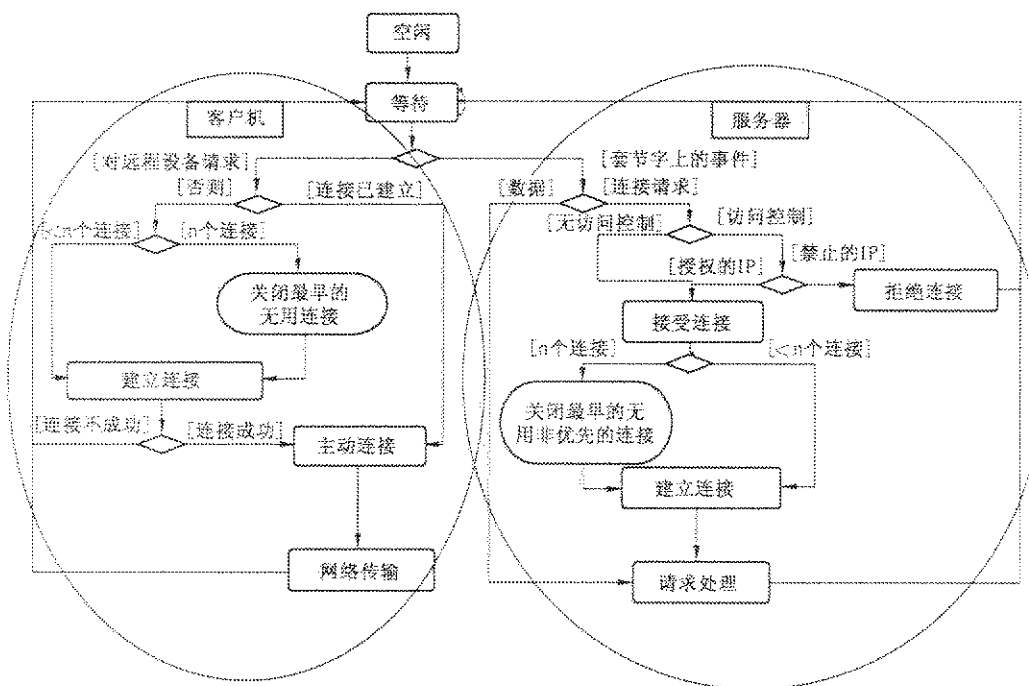 空闲
等待
客户机
服务器
[对远程设备请求]
[套节字上的事件]
[否则]
[连接已建立]
[数据]
[连接请求]
[无访问控制]
[访问控制]
[<n个连接]
[n个连接]
[授权的IP]
[禁止的IP]
关闭最早的
无用连接
拒绝连接
接受连接
[n个连接]
[<n个连接]
建立连接
关闭最早的无
用非优先的连接
[连接不成功]
[连接成功]
主动连接
建立连接
网络传输
请求处理